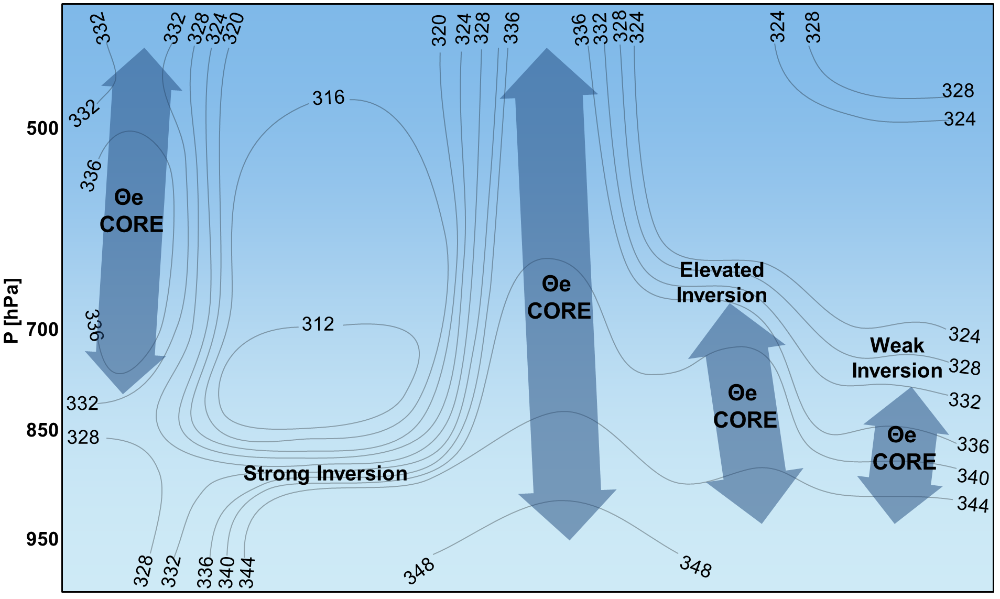 332
332
328
324
320
320
324
328
336
336
332
328
324
324
328
332
316
328
324
500
336
Θe
CORE
Elevated
Inversion
Θe
CORE
P [hPa]
336
312
700
324
Weak
Inversion
328
332
332
Θe
CORE
850
328
Θe
CORE
336
340
344
Strong Inversion
950
328
332
336
340
344
348
348